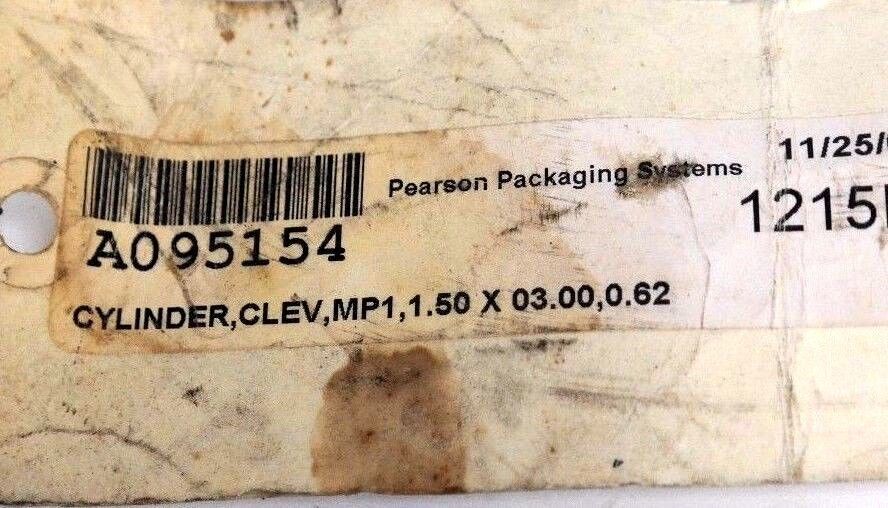 Pearson Packaging Systems 11/25/
A095154 1215
CYLINDER,CLEV,MP1,1.50 X 03.00,0.62